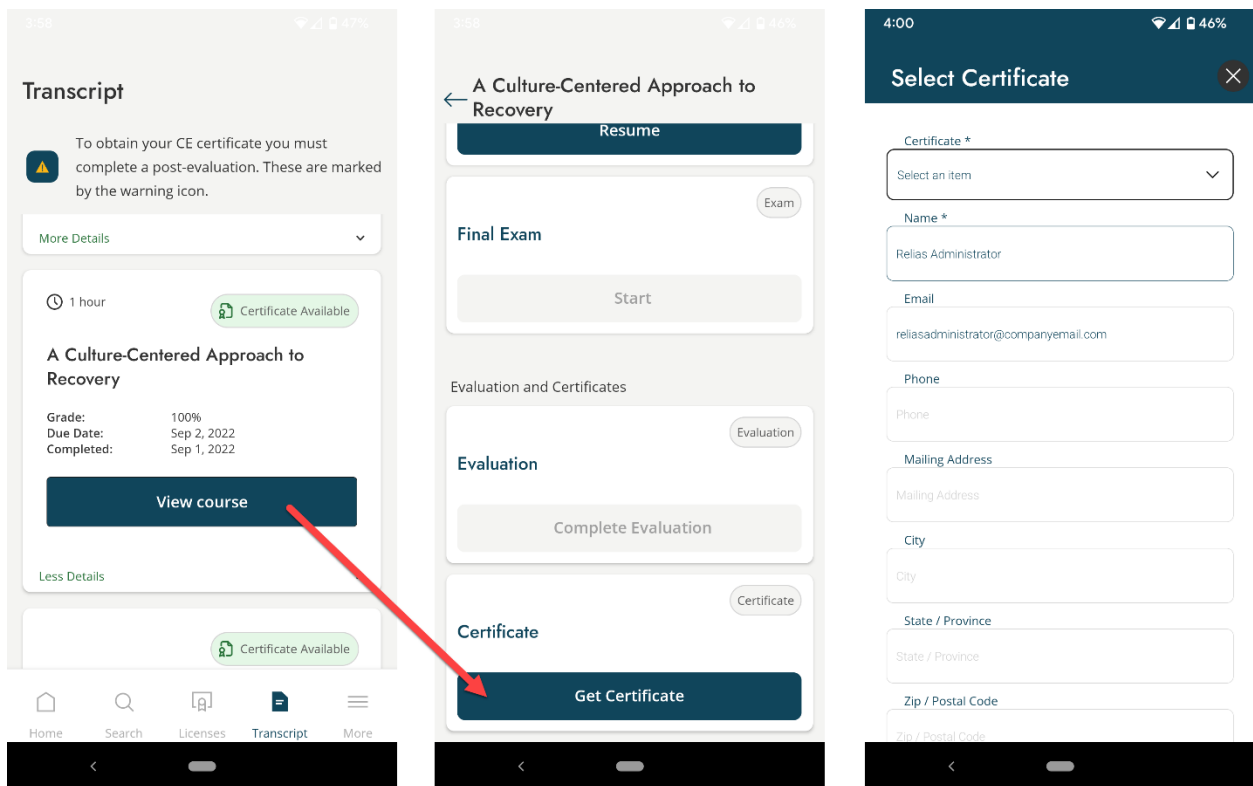 3:56
47%
Transcript
To obtain your CE certificate you must
complete a post-evaluation. These are marked
by the warning icon.
More Details
1 hour
Certificate Available
A Culture-Centered Approach to
Recovery
Grade: 100%
Due Date: Sep 2, 2022
Completed: Sep 1, 2022
View course
Less Details
Certificate Available
Home
Search
Licenses
Transcript
More
3:58
46%
A Culture-Centered Approach to
Recovery
Resume
Exam
Final Exam
Start
Evaluation and Certificates
Evaluation
Evaluation
Complete Evaluation
Certificate
Certificate
Get Certificate
4:00
46%
Select Certificate
Certificate *
Select an item
Name *
Relias Administrator
Email
reliasadministrator@companyemail.com
Phone
Phone
Mailing Address
Mailing Address
City
City
State / Province
State / Province
Zip / Postal Code
Zip / Postal Code